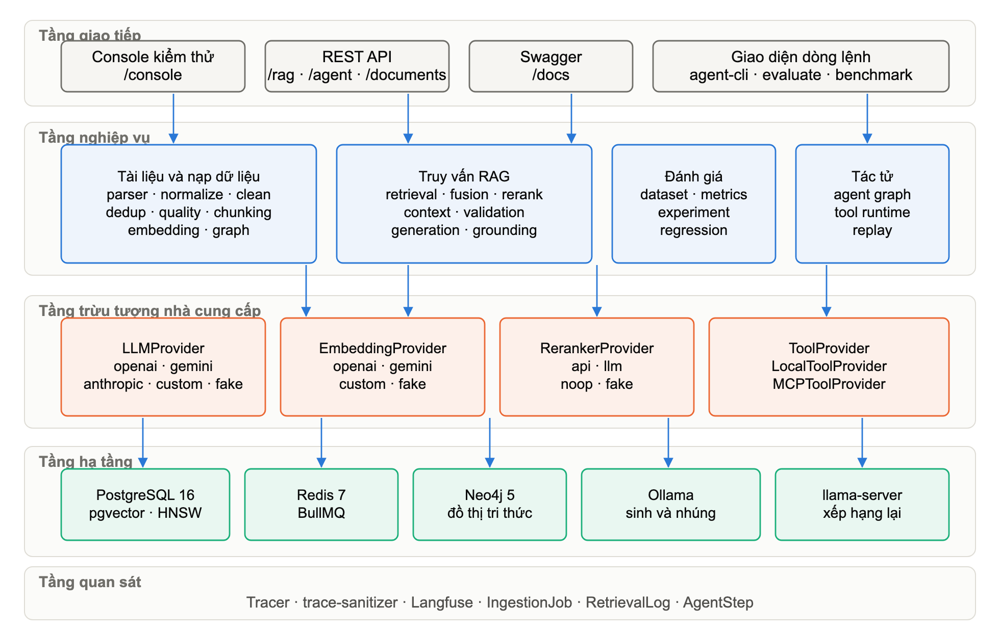 Tầng giao tiếp
Console kiểm thử
/console
REST API
/rag · /agent · /documents
Swagger
/docs
Giao diện dòng lệnh
agent-cli · evaluate · benchmark
Tầng nghiệp vụ
Tài liệu và nạp dữ liệu
parser · normalize · clean
dedup · quality · chunking
embedding · graph
Truy vấn RAG
retrieval · fusion · rerank
context · validation
generation · grounding
Đánh giá
dataset · metrics
experiment
regression
Tác tử
agent graph
tool runtime
replay
Tầng trừu tượng nhà cung cấp
LLMProvider
openai · gemini
anthropic · custom · fake
EmbeddingProvider
openai · gemini
custom · fake
RerankerProvider
api · llm
noop · fake
ToolProvider
LocalToolProvider
MCPToolProvider
Tầng hạ tầng
PostgreSQL 16
pgvector · HNSW
Redis 7
BullMQ
Neo4j 5
đồ thị tri thức
Ollama
sinh và nhúng
llama-server
xếp hạng lại
Tầng quan sát
Tracer · trace-sanitizer · Langfuse · IngestionJob · RetrievalLog · AgentStep